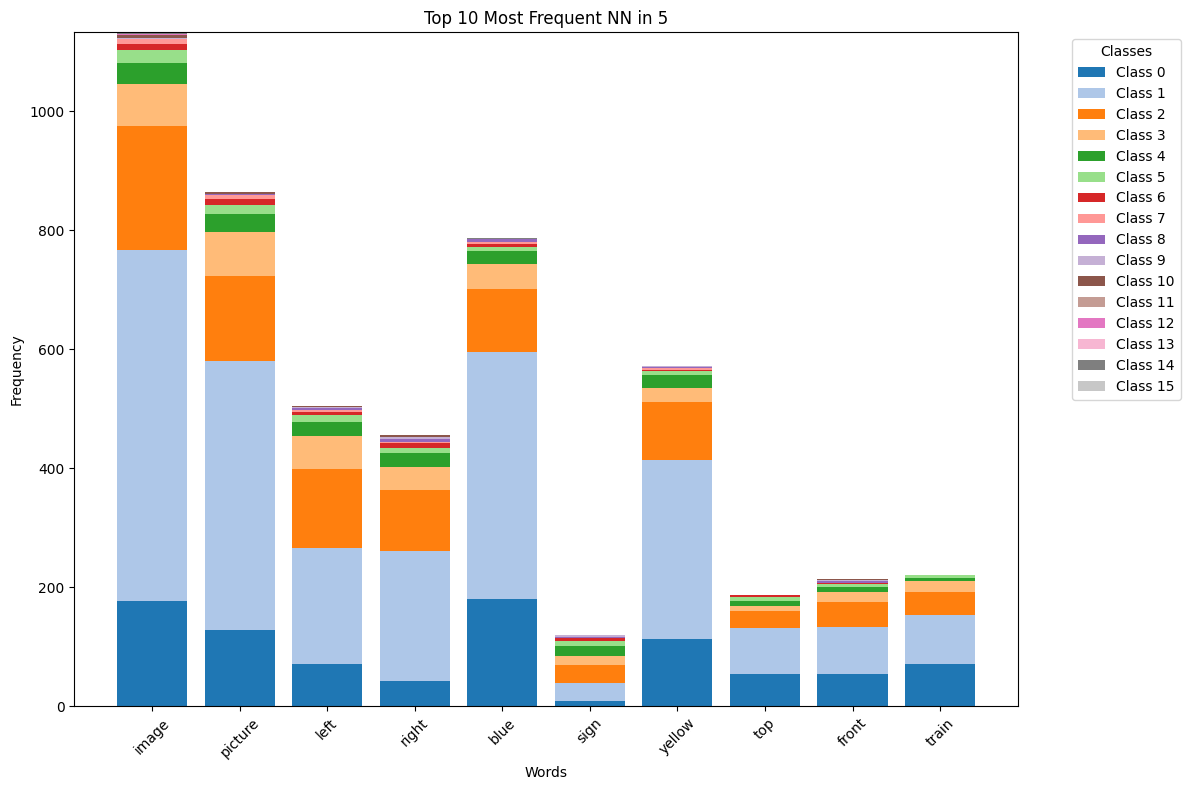 Top 10 Most Frequent NN in 5
Frequency
1000
800
600
400
200
0
image
picture
left
right
blue
sign
yellow
top
front
train
Words
Classes
Class 0
Class 1
Class 2
Class 3
Class 4
Class 5
Class 6
Class 7
Class 8
Class 9
Class 10
Class 11
Class 12
Class 13
Class 14
Class 15